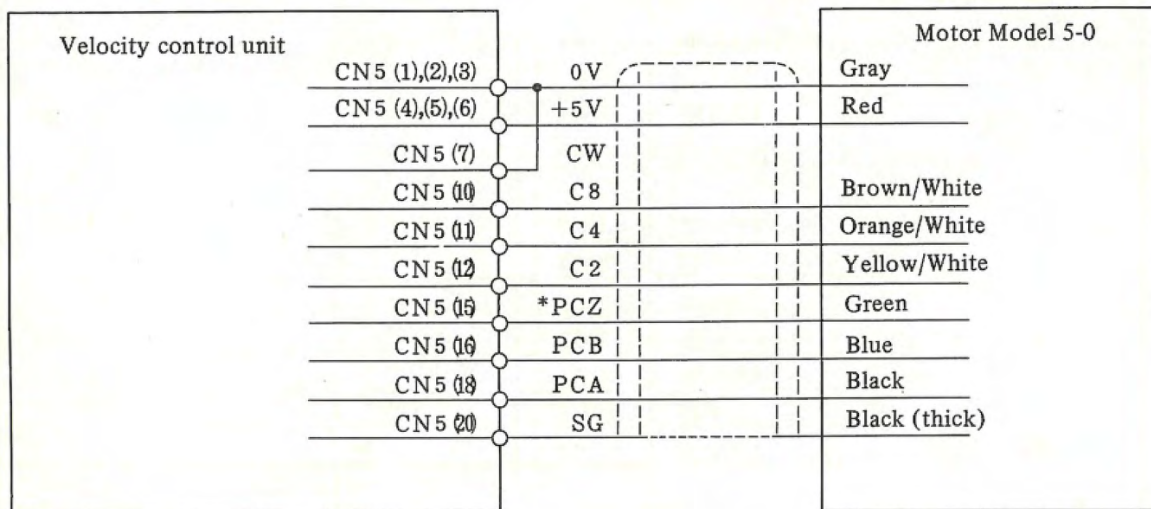 Velocity control unit
Motor Model 5-0
CN5 (1),(2),(3) 0V Gray
CN5 (4),(5),(6) +5V Red
CN5 (7) CW
CN5 (10) C8 Brown/White
CN5 (11) C4 Orange/White
CN5 (12) C2 Yellow/White
CN5 (15) *PCZ Green
CN5 (16) PCB Blue
CN5 (18) PCA Black
CN5 (20) SG Black (thick)